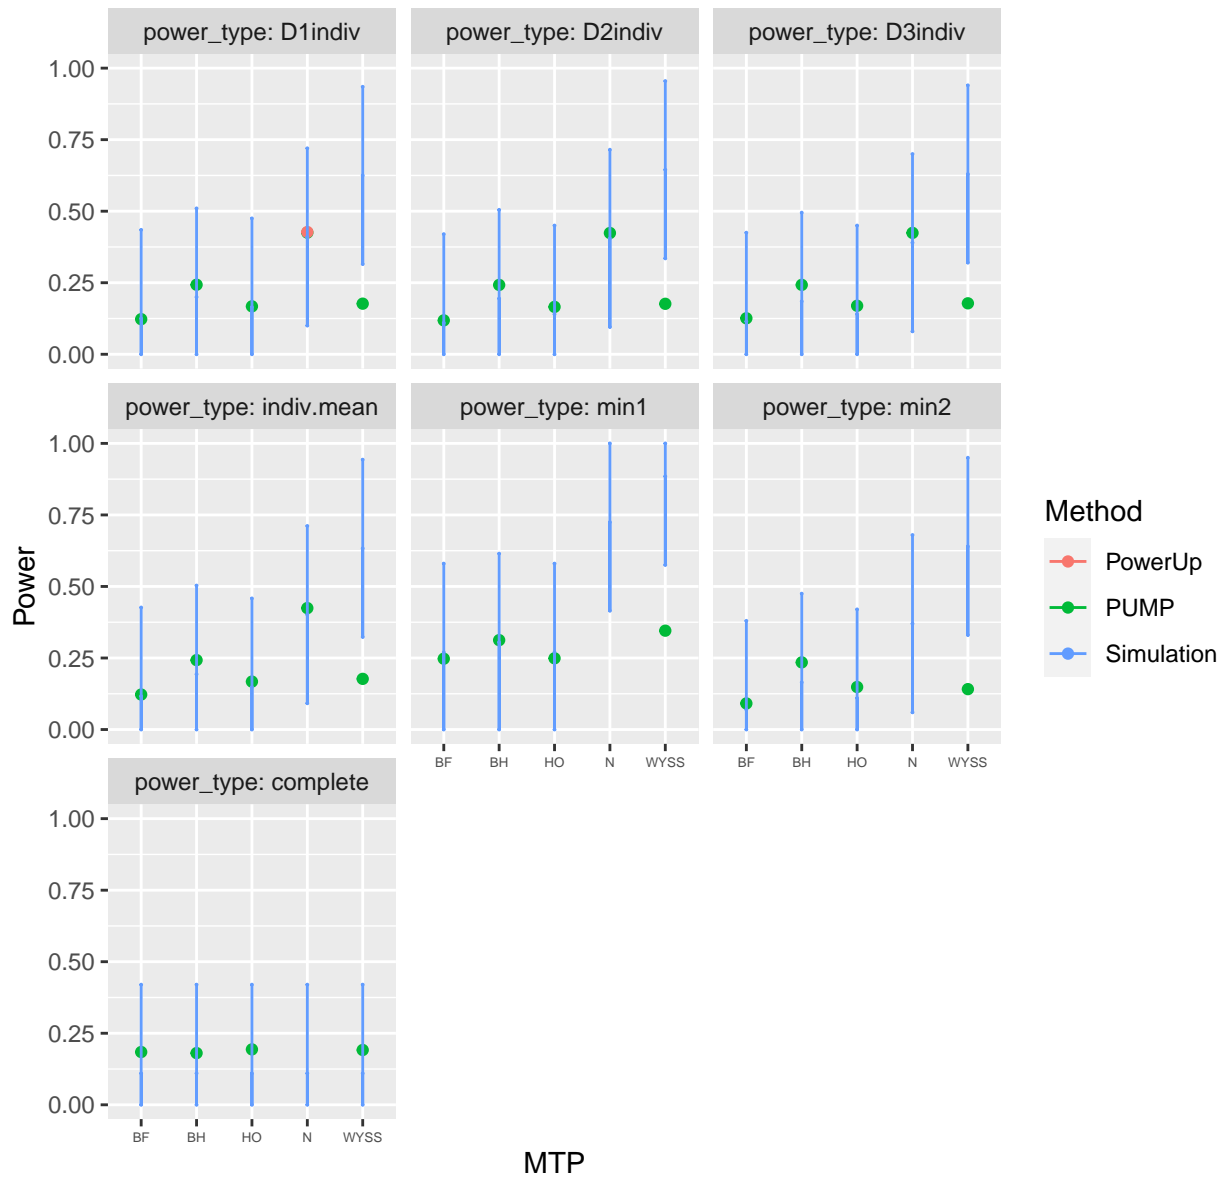 power_type: D1indiv
power_type: D2indiv
power_type: D3indiv
1.00
0.75
0.50
0.25
0.00
power_type: indiv.mean
power_type: min1
power_type: min2
1.00
0.75
0.50
0.25
0.00
BF BH HO N WYSS
BF BH HO N WYSS
power_type: complete
1.00
0.75
0.50
0.25
0.00
BF BH HO N WYSS
MTP
Power
Method
PowerUp
PUMP
Simulation